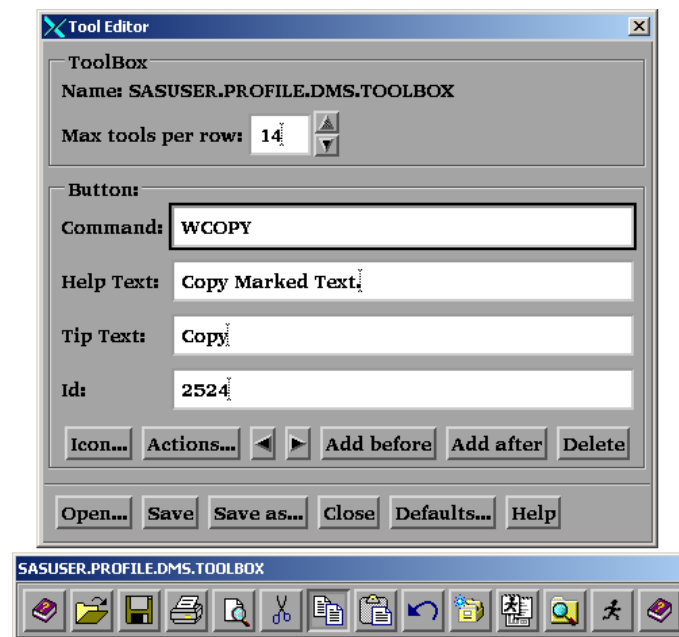 Tool Editor
ToolBox
Name: SASUSER.PROFILE.DMS.TOOLBOX
Max tools per row: 14
Button:
Command: WCOPY
Help Text: Copy Marked Text.
Tip Text: Copy
Id: 2524
Icon... Actions... Add before Add after Delete
Open... Save Save as... Close Defaults... Help
SASUSER.PROFILE.DMS.TOOLBOX